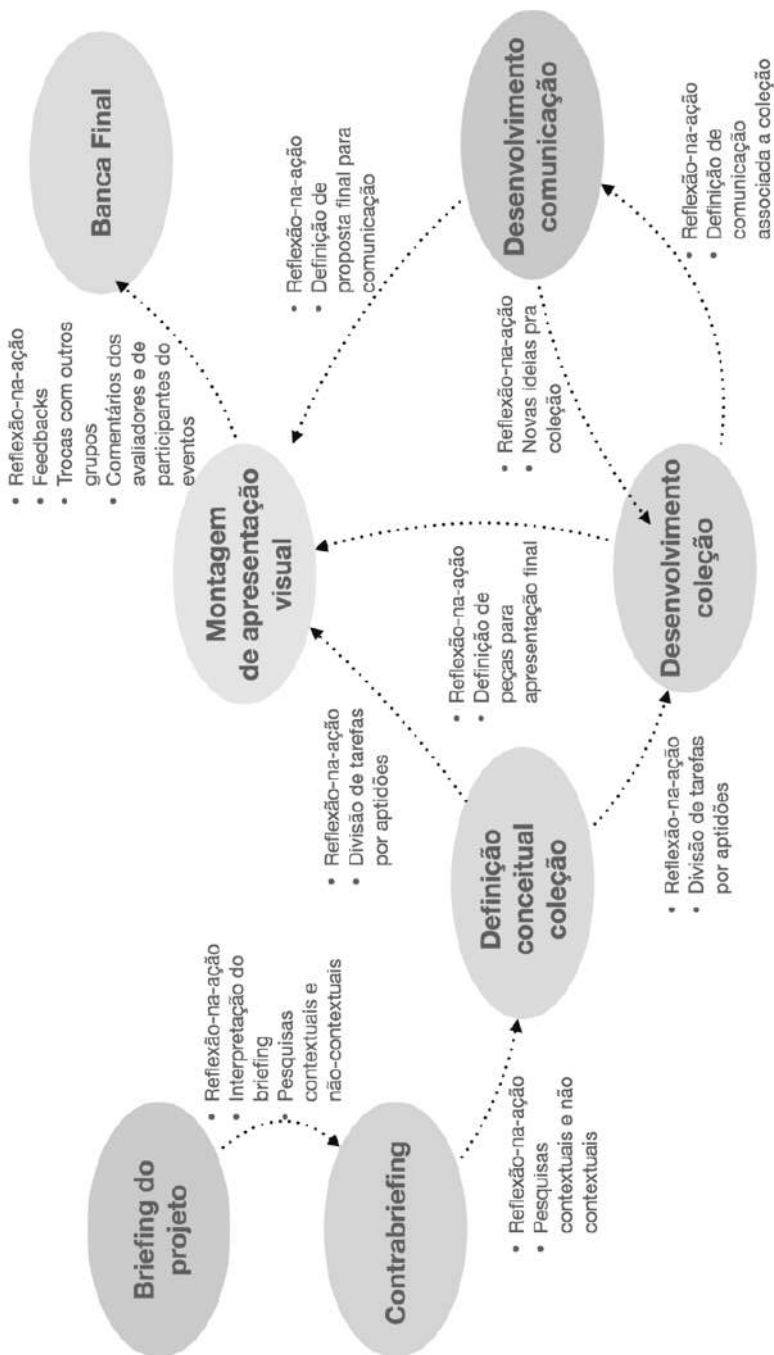 Briefing do
projeto
• Reflexão-na-ação
• Interpretação do
briefing
• Pesquisas
contextuais e
não-contextuais
Contrabriefing
• Reflexão-na-ação
• Pesquisas
contextuais e não
contextuais
Definição
conceitual
coleção
• Reflexão-na-ação
• Divisão de tarefas
por aptidões
• Reflexão-na-ação
• Divisão de tarefas
por aptidões
Desenvolvimento
coleção
• Reflexão-na-ação
• Definição de
peças para
apresentação final
• Reflexão-na-ação
• Novas ideias pra
coleção
• Reflexão-na-ação
• Definição de
comunicação
associada a coleção
Desenvolvimento
comunicação
• Reflexão-na-ação
• Definição de
proposta final para
comunicação
Montagem
de apresentação
visual
• Reflexão-na-ação
• Feedbacks
• Trocas com outros
grupos
• Comentários dos
avaliadores e de
participantes do
eventos
Banca Final